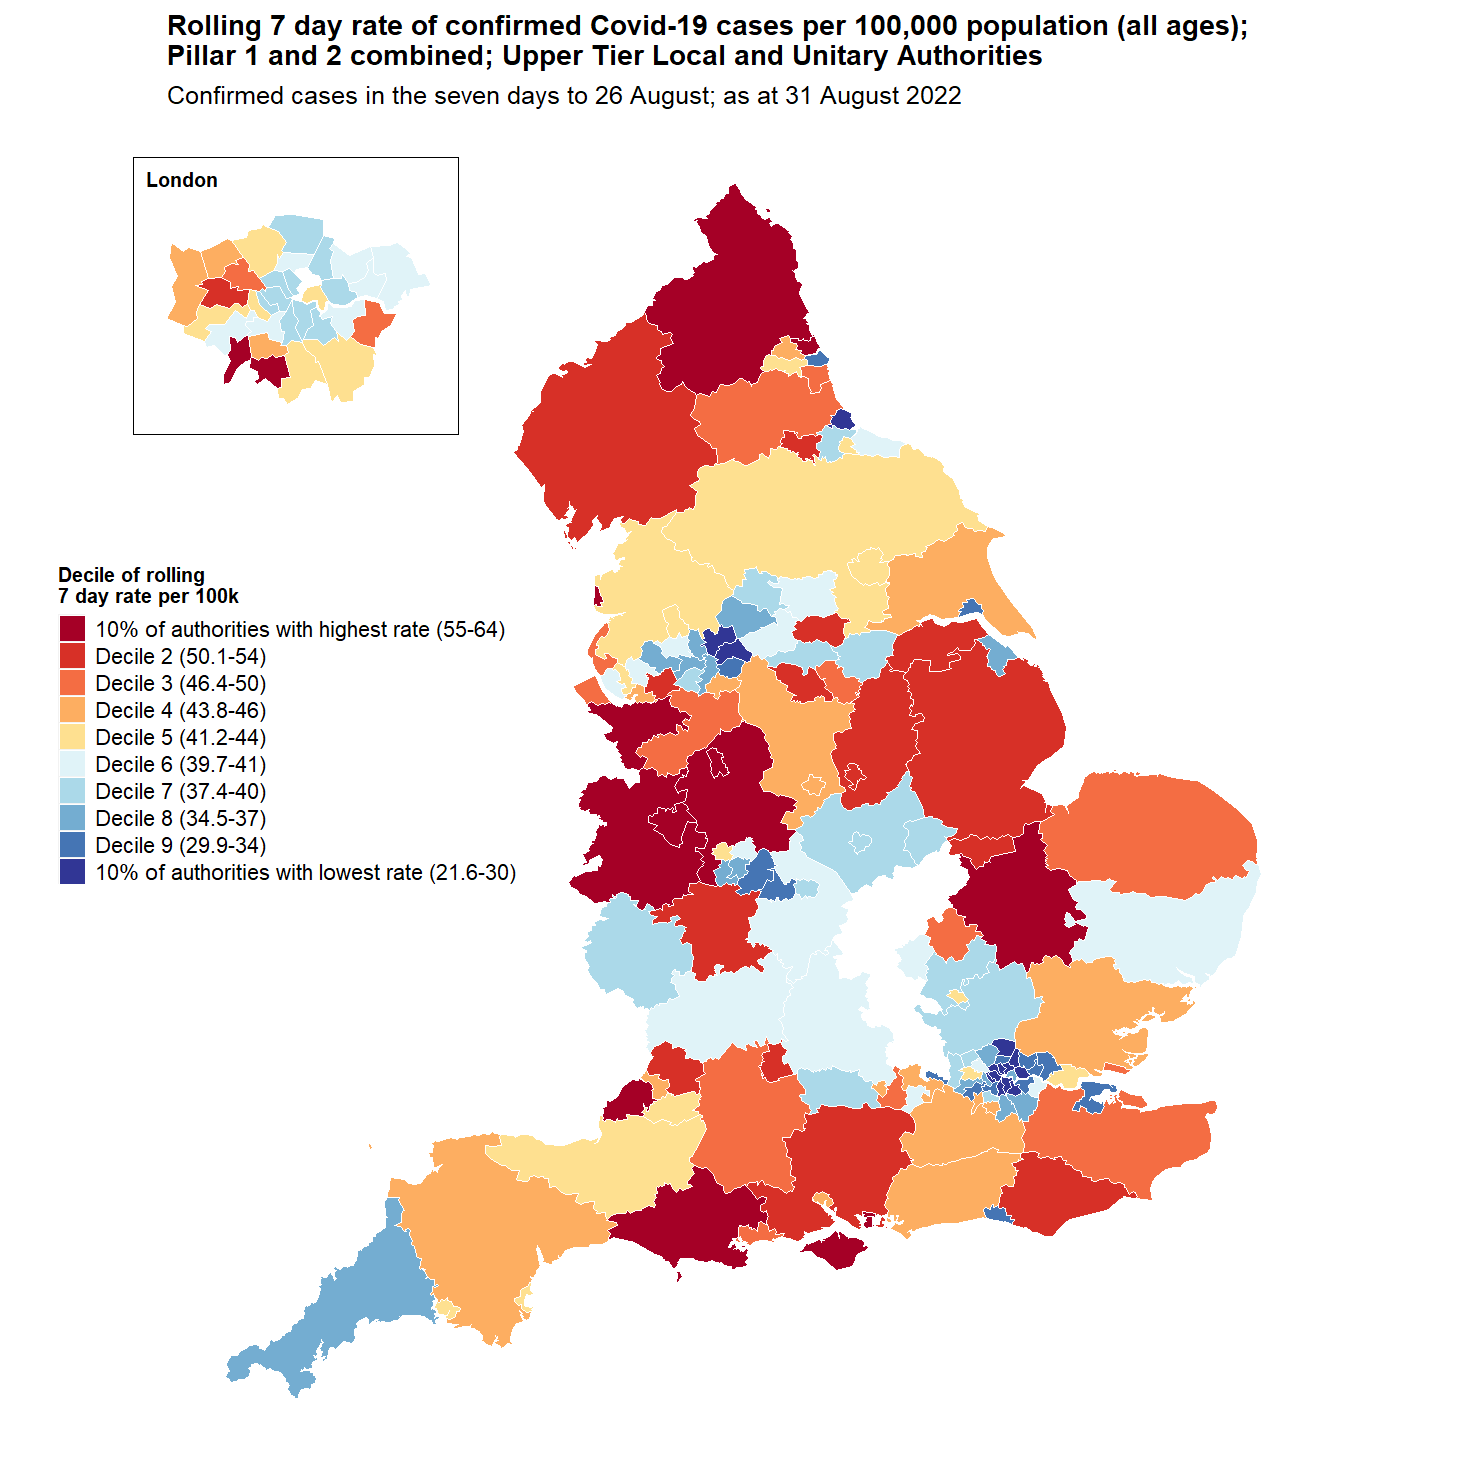 Rolling 7 day rate of confirmed Covid-19 cases per 100,000 population (all ages);
Pillar 1 and 2 combined; Upper Tier Local and Unitary Authorities
Confirmed cases in the seven days to 26 August; as at 31 August 2022
London
Decile of rolling
7 day rate per 100k
10% of authorities with highest rate (55-64)
Decile 2 (50.1-54)
Decile 3 (46.4-50)
Decile 4 (43.8-46)
Decile 5 (41.2-44)
Decile 6 (39.7-41)
Decile 7 (37.4-40)
Decile 8 (34.5-37)
Decile 9 (29.9-34)
10% of authorities with lowest rate (21.6-30)